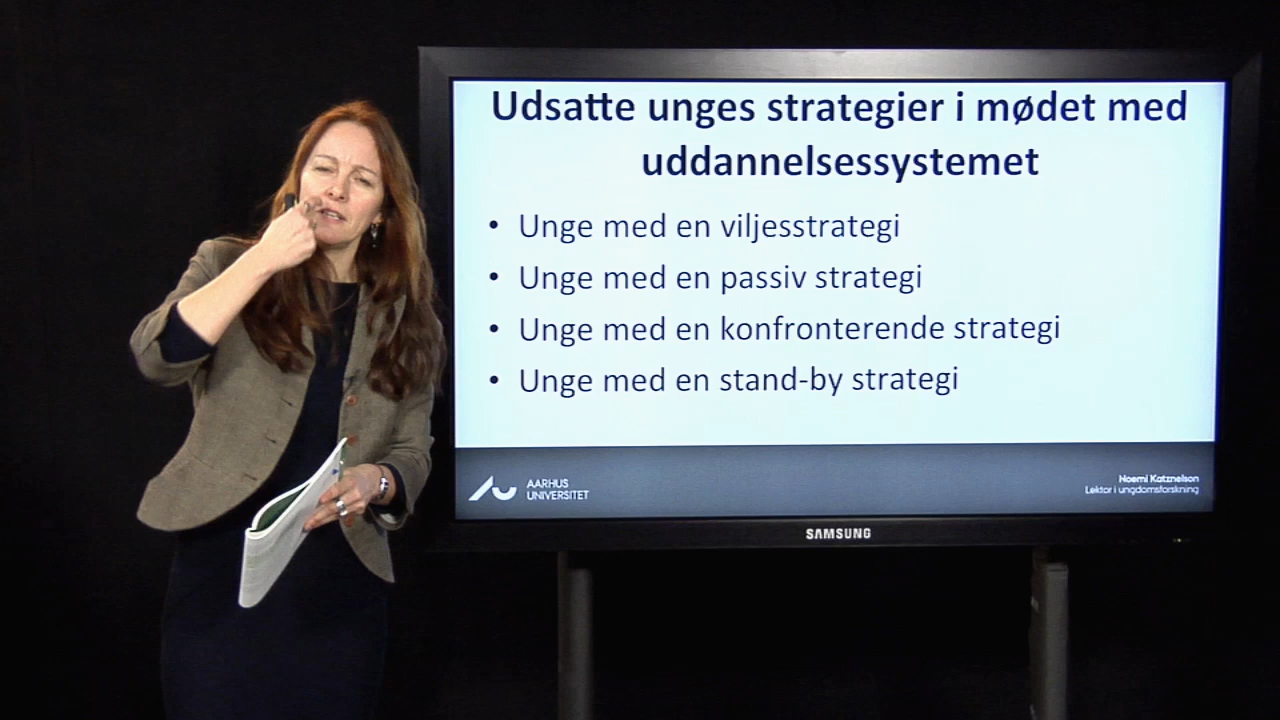 Udsatte unges strategier i mødet med
uddannelsessystemet
• Unge med en viljesstrategi
• Unge med en passiv strategi
• Unge med en konfronterende strategi
• Unge med en stand-by strategi
AARHUS
UNIVERSITET
Noemi Katznelson
Lektor i ungdomsforskning
SAMSUNG